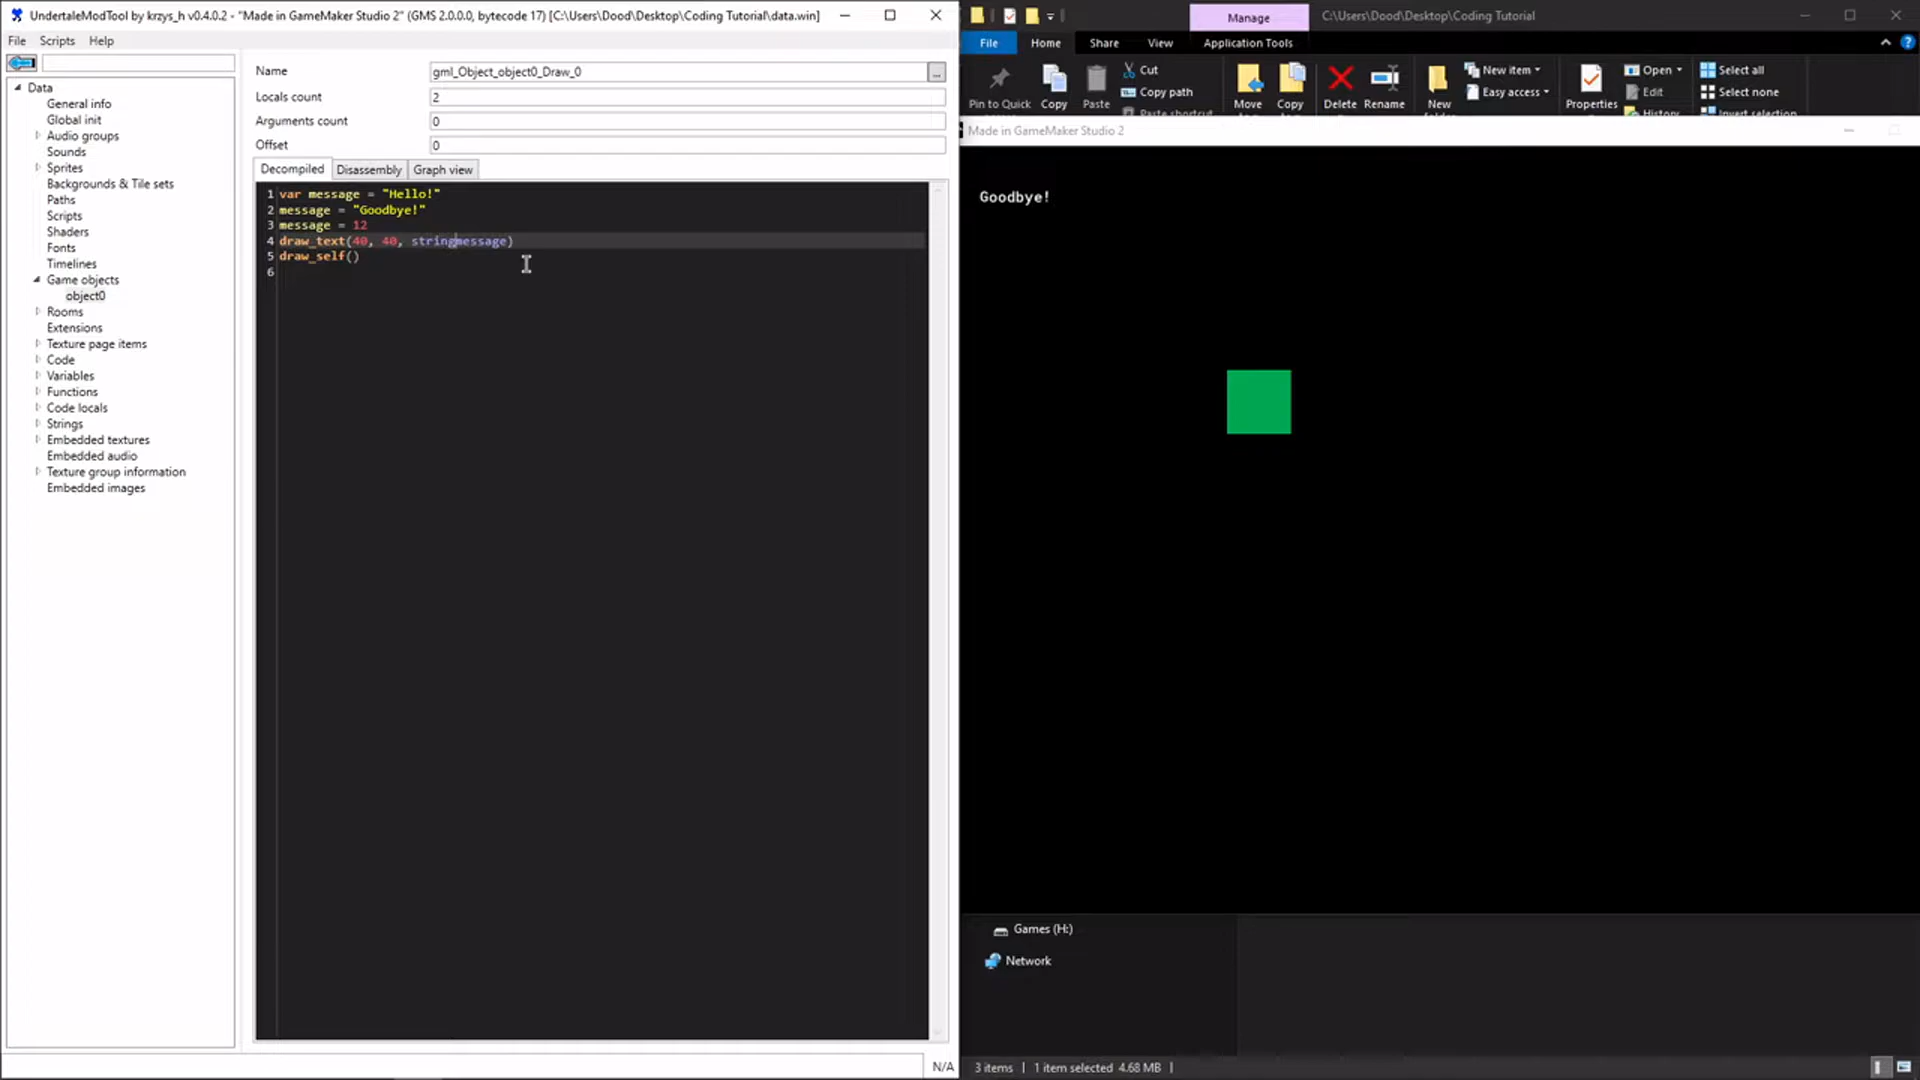 UndertaleModTool by krzys_h v0.4.0.2 - "Made in GameMaker Studio 2" (GMS 2.0.0.0, bytecode 17) [C:\Users\Dood\Desktop\Coding Tutorial\data.win]
File Scripts Help
Data
General info
Global init
Audio groups
Sounds
Sprites
Backgrounds & Tile sets
Paths
Scripts
Shaders
Fonts
Timelines
Game objects
object0
Rooms
Extensions
Texture page items
Code
Variables
Functions
Code locals
Strings
Embedded textures
Embedded audio
Texture group information
Embedded images
Name gml_Object_object0_Draw_0 ...
Locals count 2
Arguments count 0
Offset 0
Decompiled Disassembly Graph view
1 var message = "Hello!"
2 message = "Goodbye!"
3 message = 12
4 draw_text(40, 40, stringmessage)
5 draw_self()
6
N/A
Manage C:\Users\Dood\Desktop\Coding Tutorial
File Home Share View Application Tools
Pin to Quick Copy Paste Cut Copy path Paste shortcut
Move Copy Delete Rename New New item Easy access
Properties Open Edit History Select all Select none Invert selection
Made in GameMaker Studio 2
Goodbye!
Games (H:)
Network
3 items 1 item selected 4.68 MB